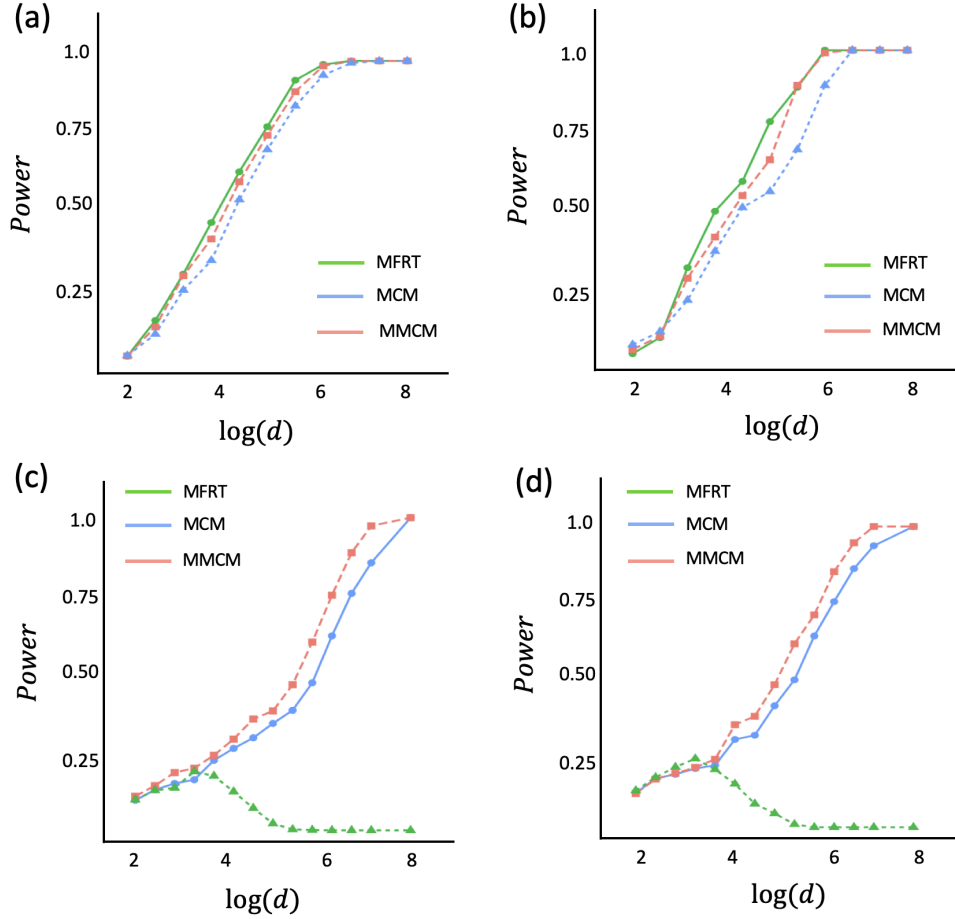 (a)
Power
1.0
0.75
0.50
0.25
MFRT
MCM
MMCM
2 4 6 8
log(d)
(b)
Power
1.0
0.75
0.50
0.25
MFRT
MCM
MMCM
2 4 6 8
log(d)
(c)
Power
MFRT
MCM
MMCM
1.0
0.75
0.50
0.25
2 4 6 8
log(d)
(d)
Power
MFRT
MCM
MMCM
1.0
0.75
0.50
0.25
2 4 6 8
log(d)